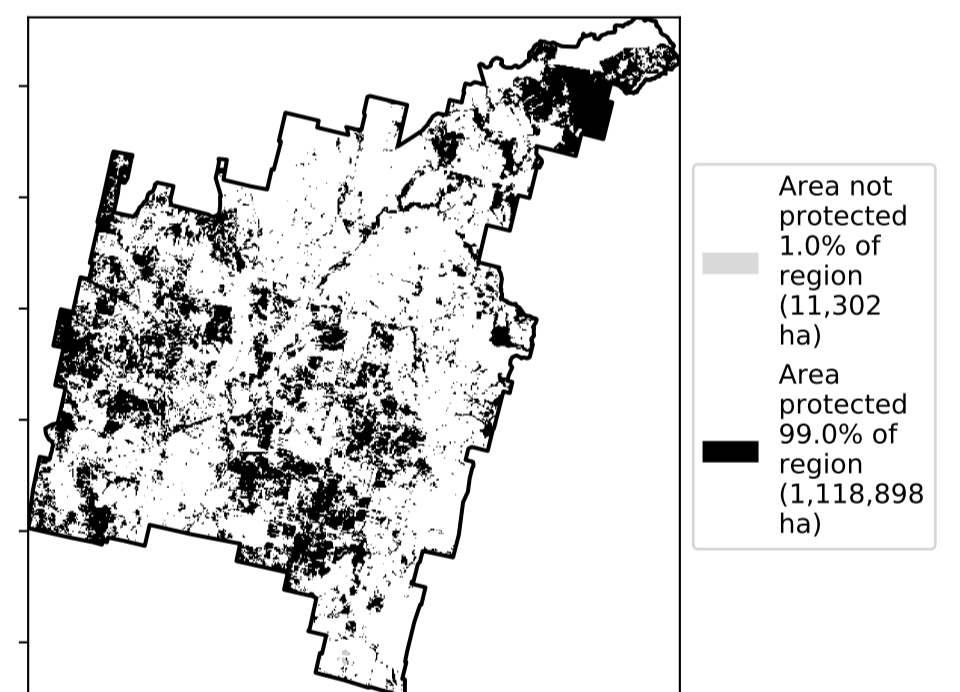 Area not
protected
1.0% of
region
(11,302
ha)
Area
protected
99.0% of
region
(1,118,898
ha)